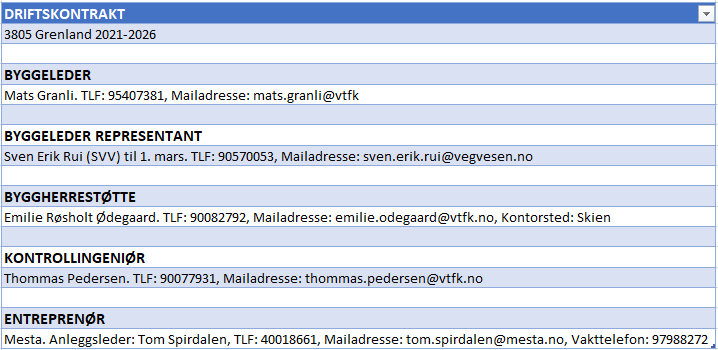 DRIFTSKONTRAKT
3805 Grenland 2021-2026
BYGGELEDER
Mats Granli. TLF: 95407381, Mailadresse: mats.granli@vtfk
BYGGELEDER REPRESENTANT
Sven Erik Rui (SVV) til 1. mars. TLF: 90570053, Mailadresse: sven.erik.rui@vegvesen.no
BYGGHERRESTØTTE
Emilie Røsholt Ødegaard. TLF: 90082792, Mailadresse: emilie.odegaard@vtfk.no, Kontorsted: Skien
KONTROLLINGENIØR
Thommas Pedersen. TLF: 90077931, Mailadresse: thommas.pedersen@vtfk.no
ENTREPRENØR
Mesta. Anleggsleder: Tom Spirdalen, TLF: 40018661, Mailadresse: tom.spirdalen@mesta.no, Vakttelefon: 97988272